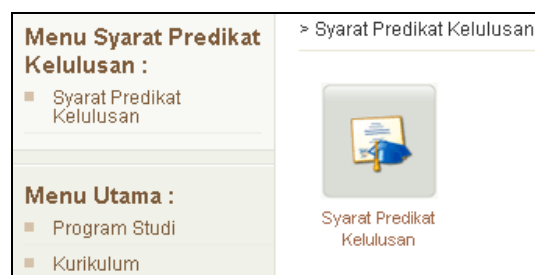 Menu Syarat Predikat
Kelulusan :
Syarat Predikat
Kelulusan
Menu Utama :
Program Studi
Kurikulum
> Syarat Predikat Kelulusan
Syarat Predikat
Kelulusan